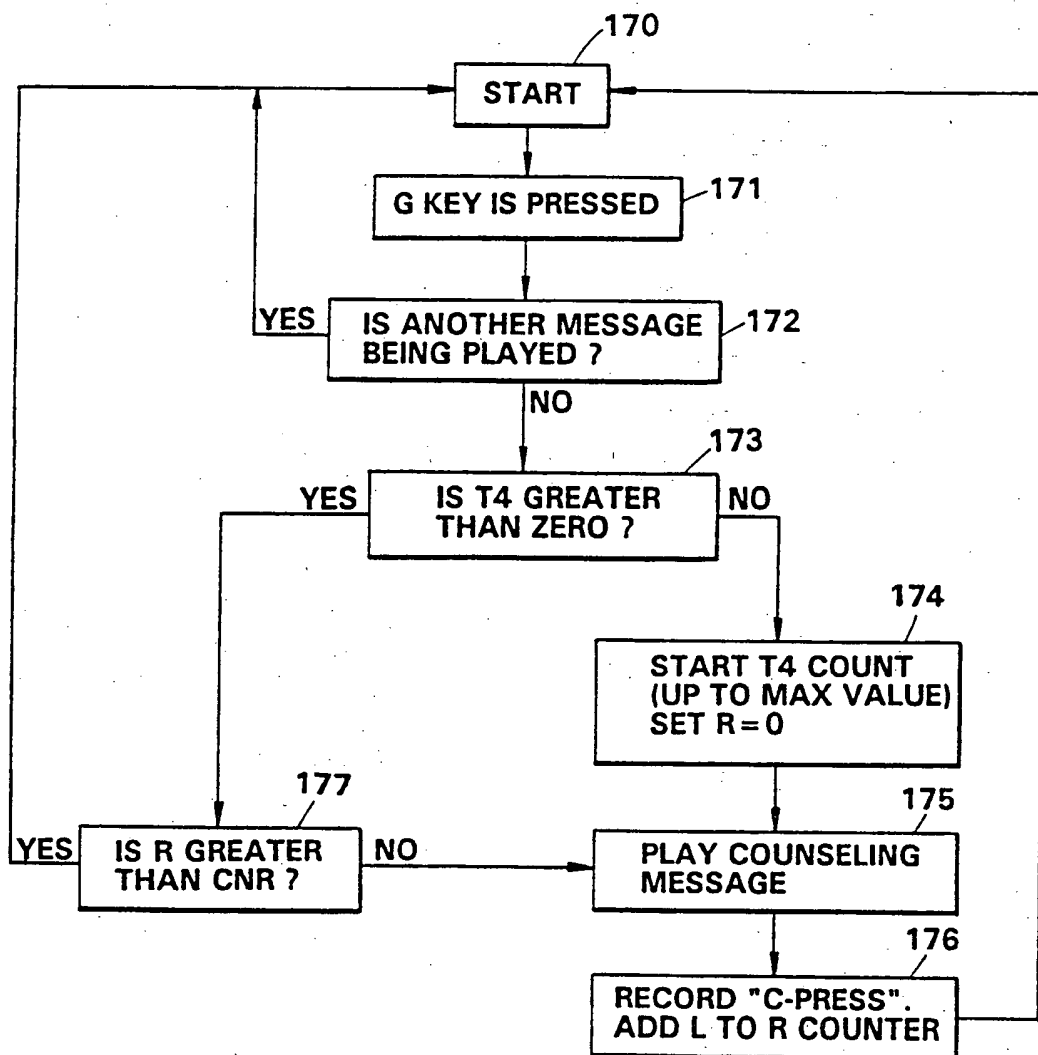 170
START
G KEY IS PRESSED
171
YES
IS ANOTHER MESSAGE
BEING PLAYED ?
172
NO
173
YES
IS T4 GREATER
THAN ZERO ?
NO
174
START T4 COUNT
(UP TO MAX VALUE)
SET R=0
177
YES
IS R GREATER
THAN CNR ?
NO
175
PLAY COUNSELING
MESSAGE
176
RECORD "C-PRESS".
ADD L TO R COUNTER